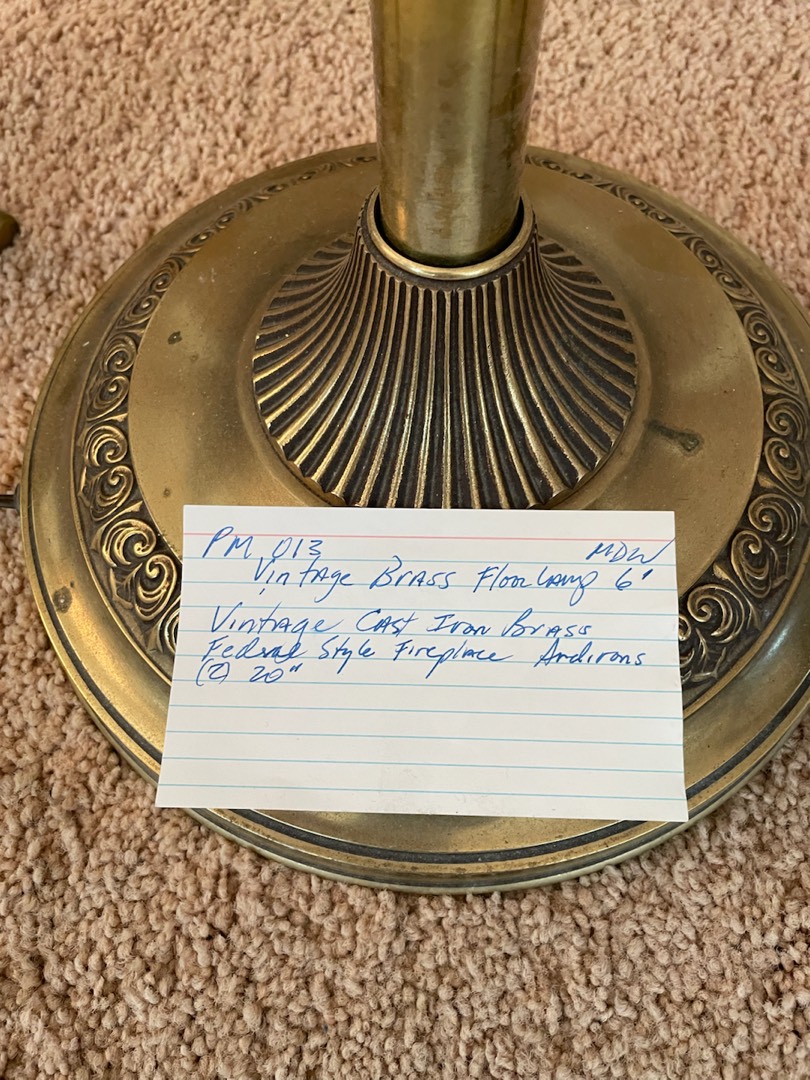 PM 013 MDW
Vintage Brass Floor Lamp 6'
Vintage Cast Iron Brass
Federal Style Fireplace Andirons
(2) 20"